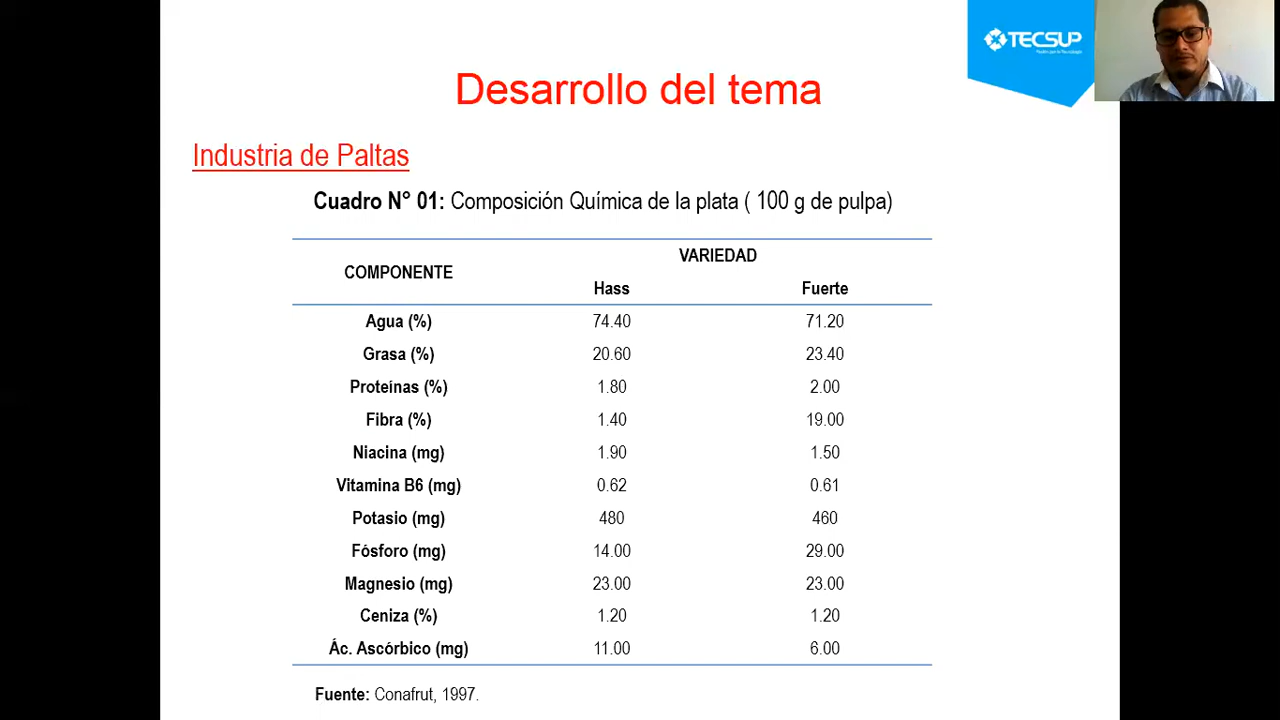 TECSUP
Desarrollo del tema
Industria de Paltas
Cuadro N° 01: Composición Química de la plata ( 100 g de pulpa)
COMPONENTE VARIEDAD
Hass Fuerte
Agua (%) 74.40 71.20
Grasa (%) 20.60 23.40
Proteínas (%) 1.80 2.00
Fibra (%) 1.40 19.00
Niacina (mg) 1.90 1.50
Vitamina B6 (mg) 0.62 0.61
Potasio (mg) 480 460
Fósforo (mg) 14.00 29.00
Magnesio (mg) 23.00 23.00
Ceniza (%) 1.20 1.20
Ác. Ascórbico (mg) 11.00 6.00
Fuente: Conafrut, 1997.